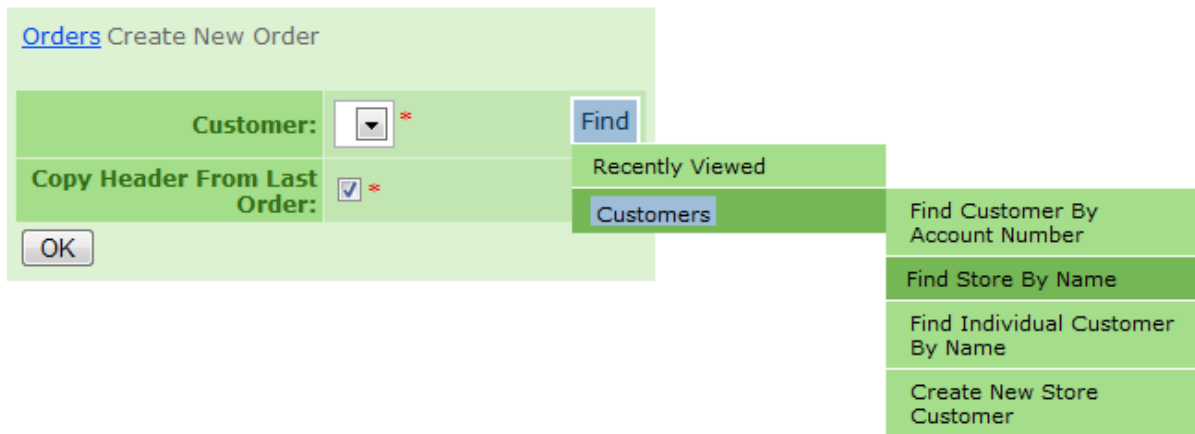 Orders Create New Order
Customer: * Find
Recently Viewed
Copy Header From Last
Order: *
Customers
OK
Find Customer By
Account Number
Find Store By Name
Find Individual Customer
By Name
Create New Store
Customer